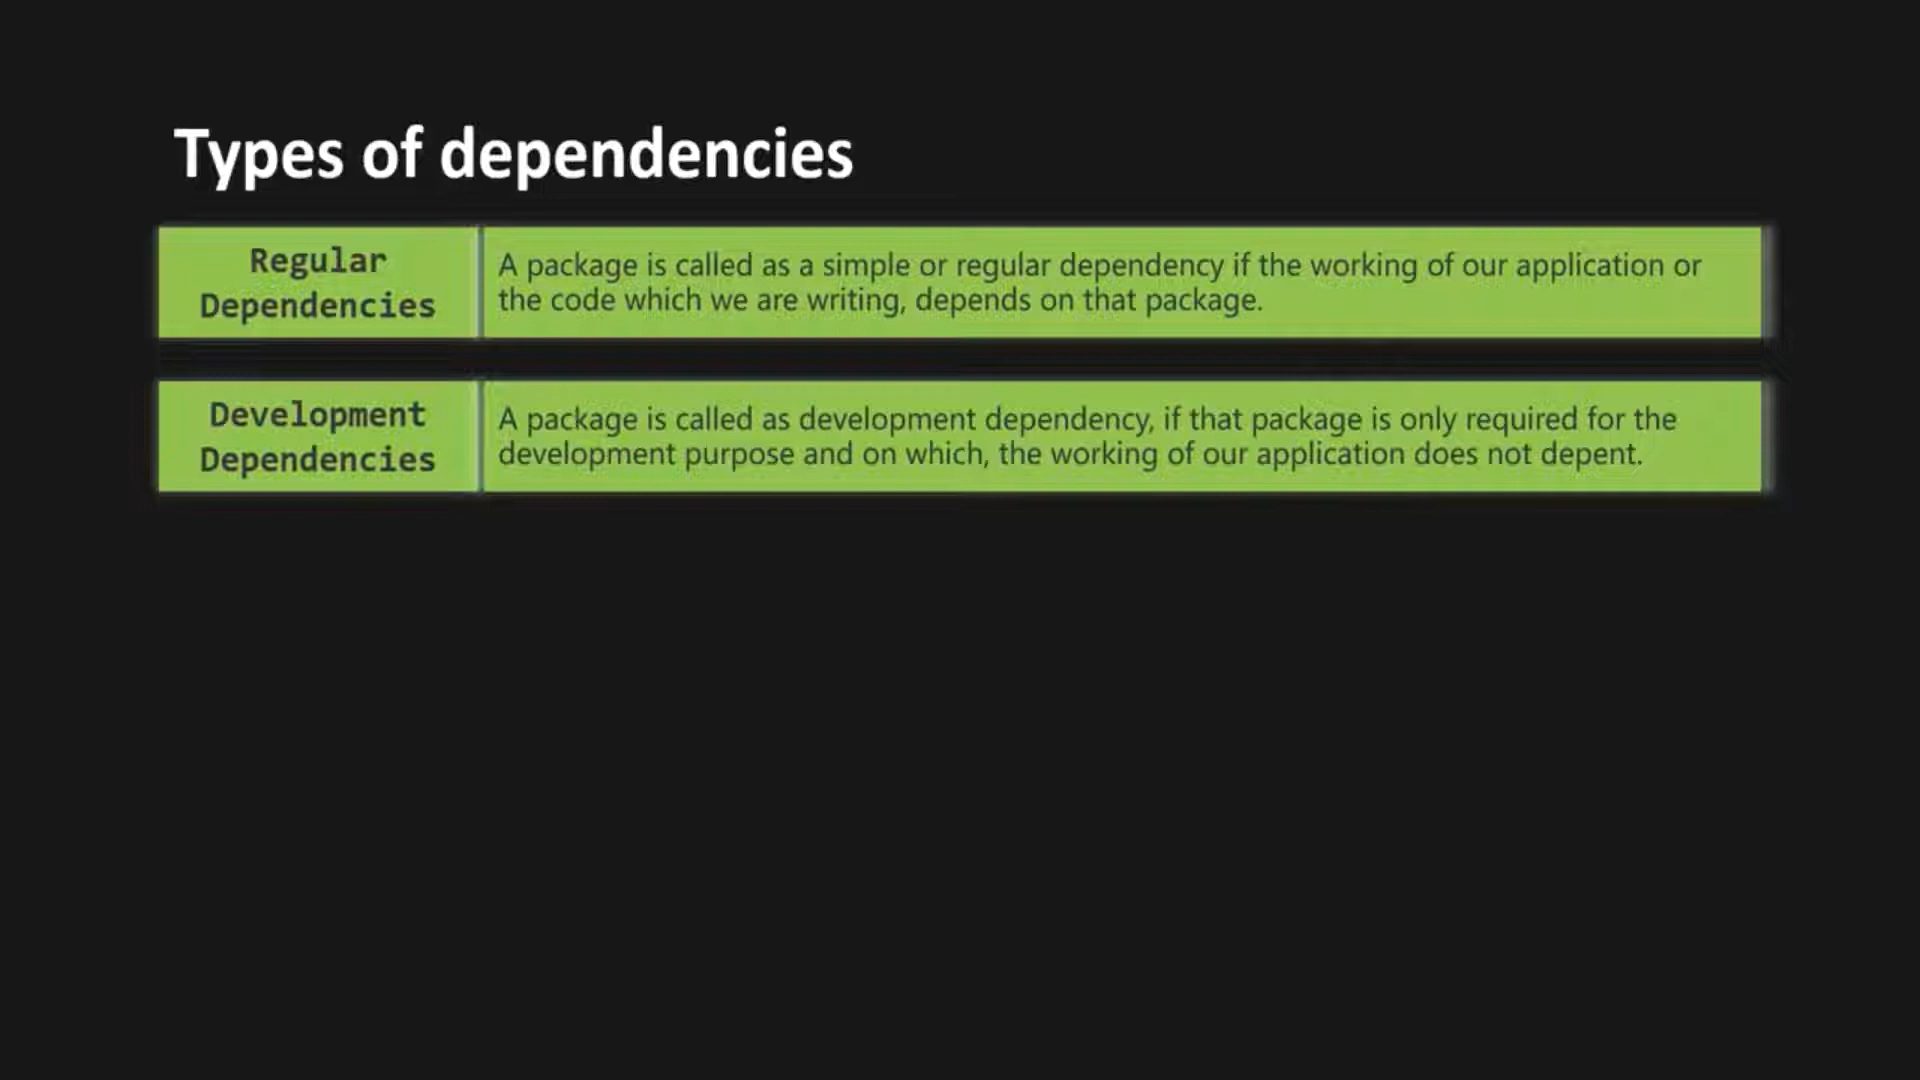 Types of dependencies
Regular
Dependencies
A package is called as a simple or regular dependency if the working of our application or
the code which we are writing, depends on that package.
Development
Dependencies
A package is called as development dependency, if that package is only required for the
development purpose and on which, the working of our application does not depent.